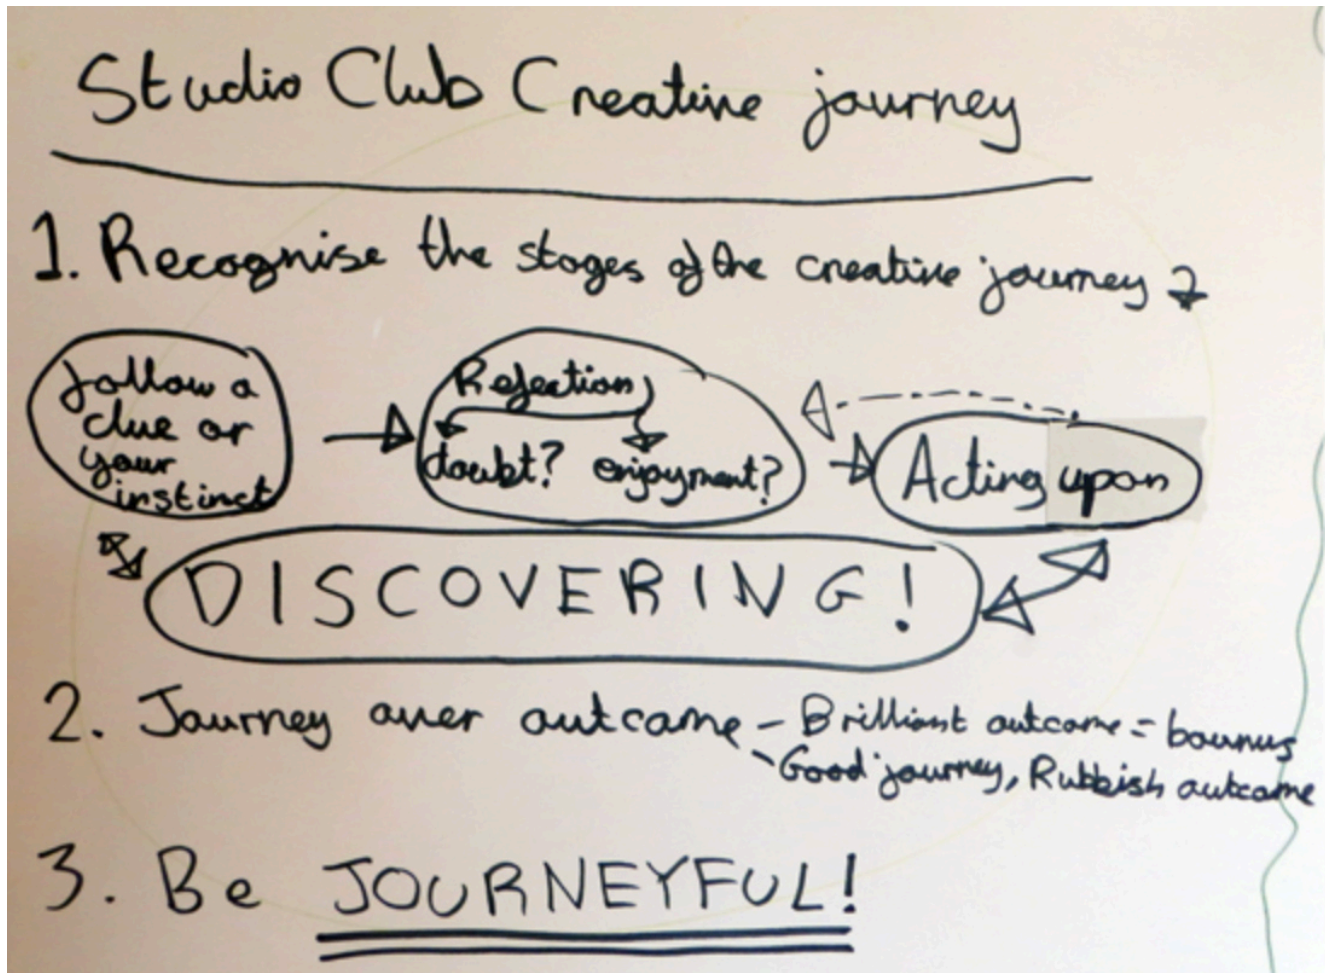 Studio Club Creative journey
1. Recognise the stages of the creative journey
follow a
clue or
your
instinct
Rejection
doubt? enjoyment?
Acting upon
DISCOVERING!
2. Journey over outcome - Brilliant outcome = bounus
- Good journey, Rubbish outcome
3. Be JOURNEYFUL!